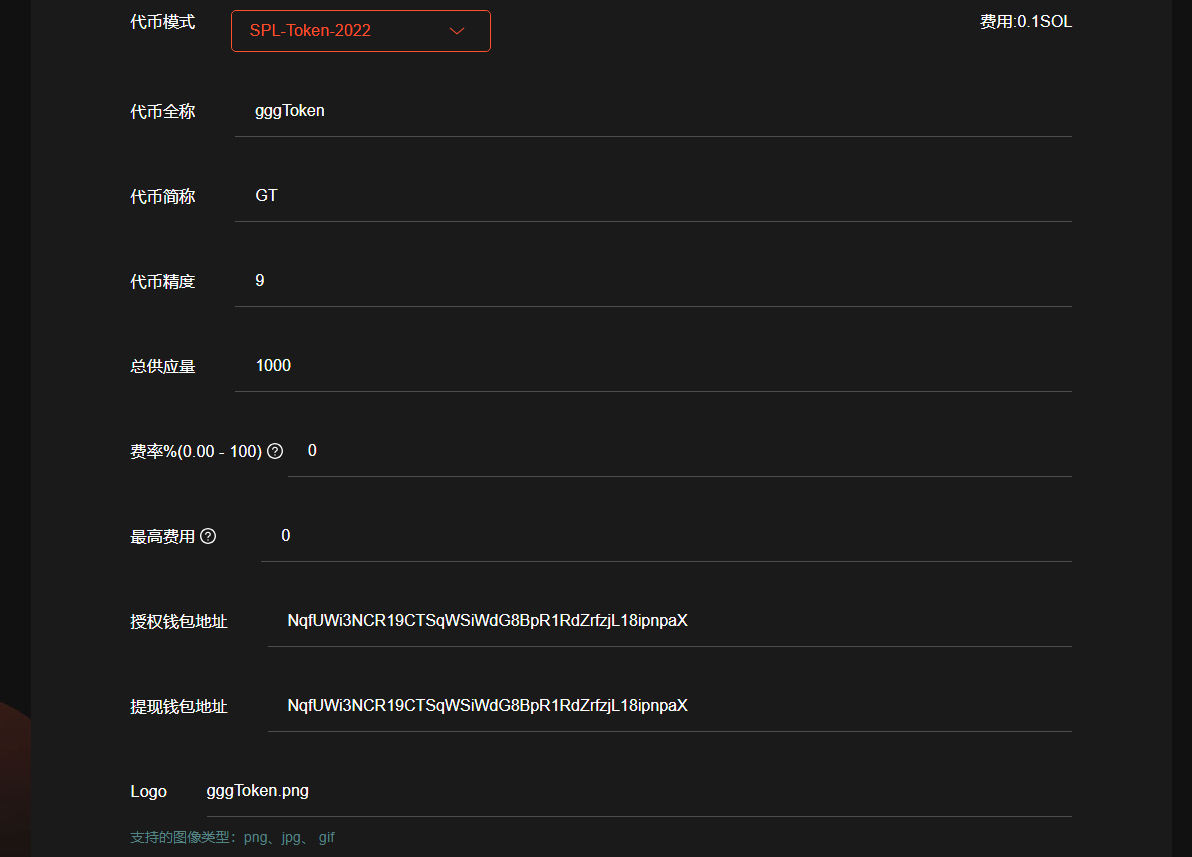 代币模式
SPL-Token-2022
费用:0.1SOL
代币全称
gggToken
代币简称
GT
代币精度
9
总供应量
1000
费率%(0.00 - 100)
0
最高费用
0
授权钱包地址
NqfUWi3NCR19CTSqWSiWdG8BpR1RdZrfzjL18ipnpaX
提现钱包地址
NqfUWi3NCR19CTSqWSiWdG8BpR1RdZrfzjL18ipnpaX
Logo
gggToken.png
支持的图像类型：png、jpg、 gif